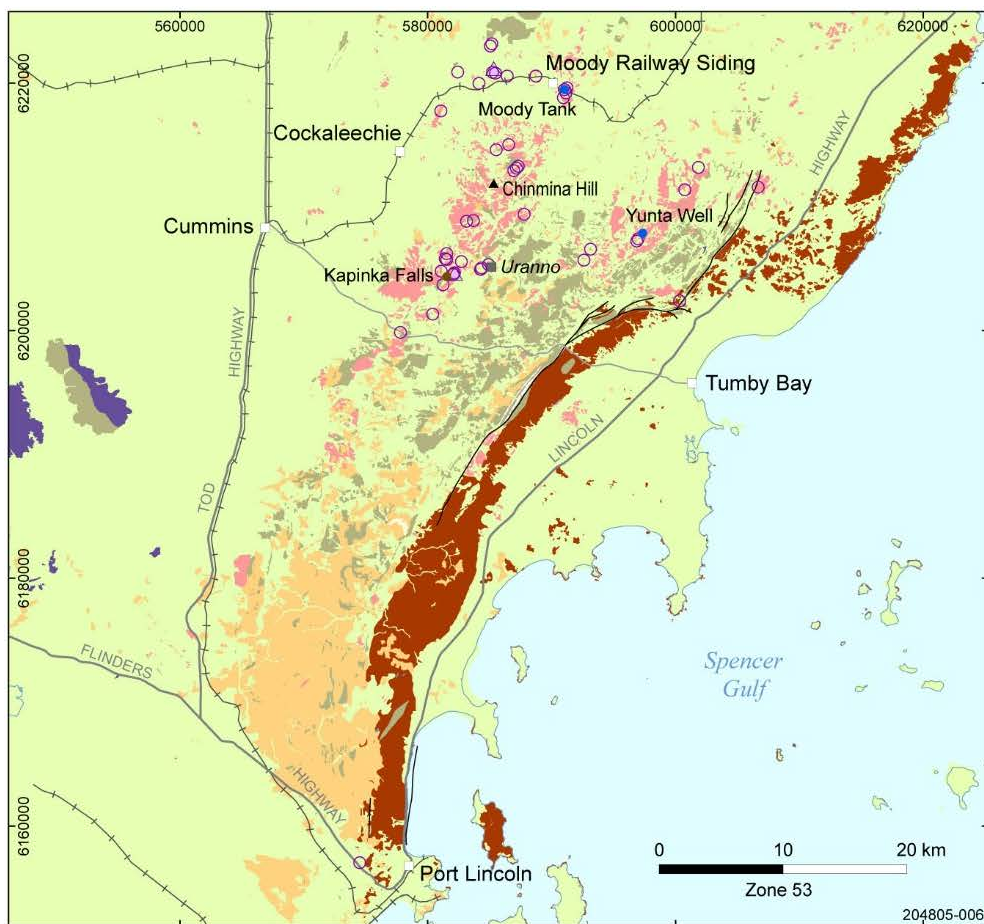 560000
580000
600000
620000
6220000
Moody Railway Siding
Moody Tank
HIGHWAY
Cockaleechie
Chinmina Hill
Cummins
Yunta Well
Uranno
Kapinka Falls
6200000
HIGHWAY
Tumby Bay
LINCOLN
TOD
6180000
FLINDERS
Spencer
Gulf
HIGHWAY
6160000
0
10
20 km
Zone 53
Port Lincoln
204805-006